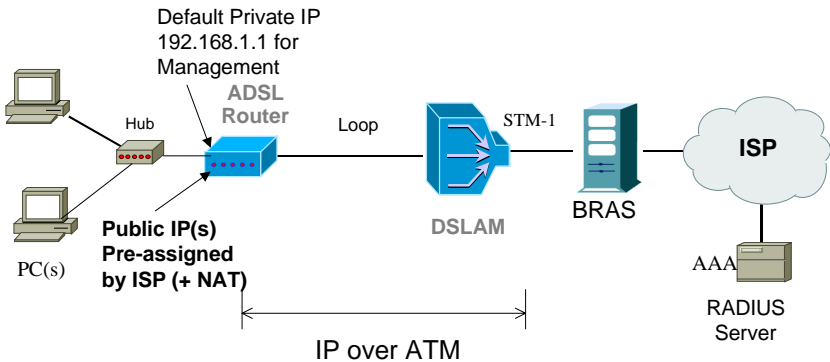 Default Private IP
192.168.1.1 for
Management
ADSL
Router
Hub
Loop
STM-1
ISP
BRAS
DSLAM
Public IP(s)
Pre-assigned
by ISP (+ NAT)
PC(s)
AAA
RADIUS
Server
IP over ATM